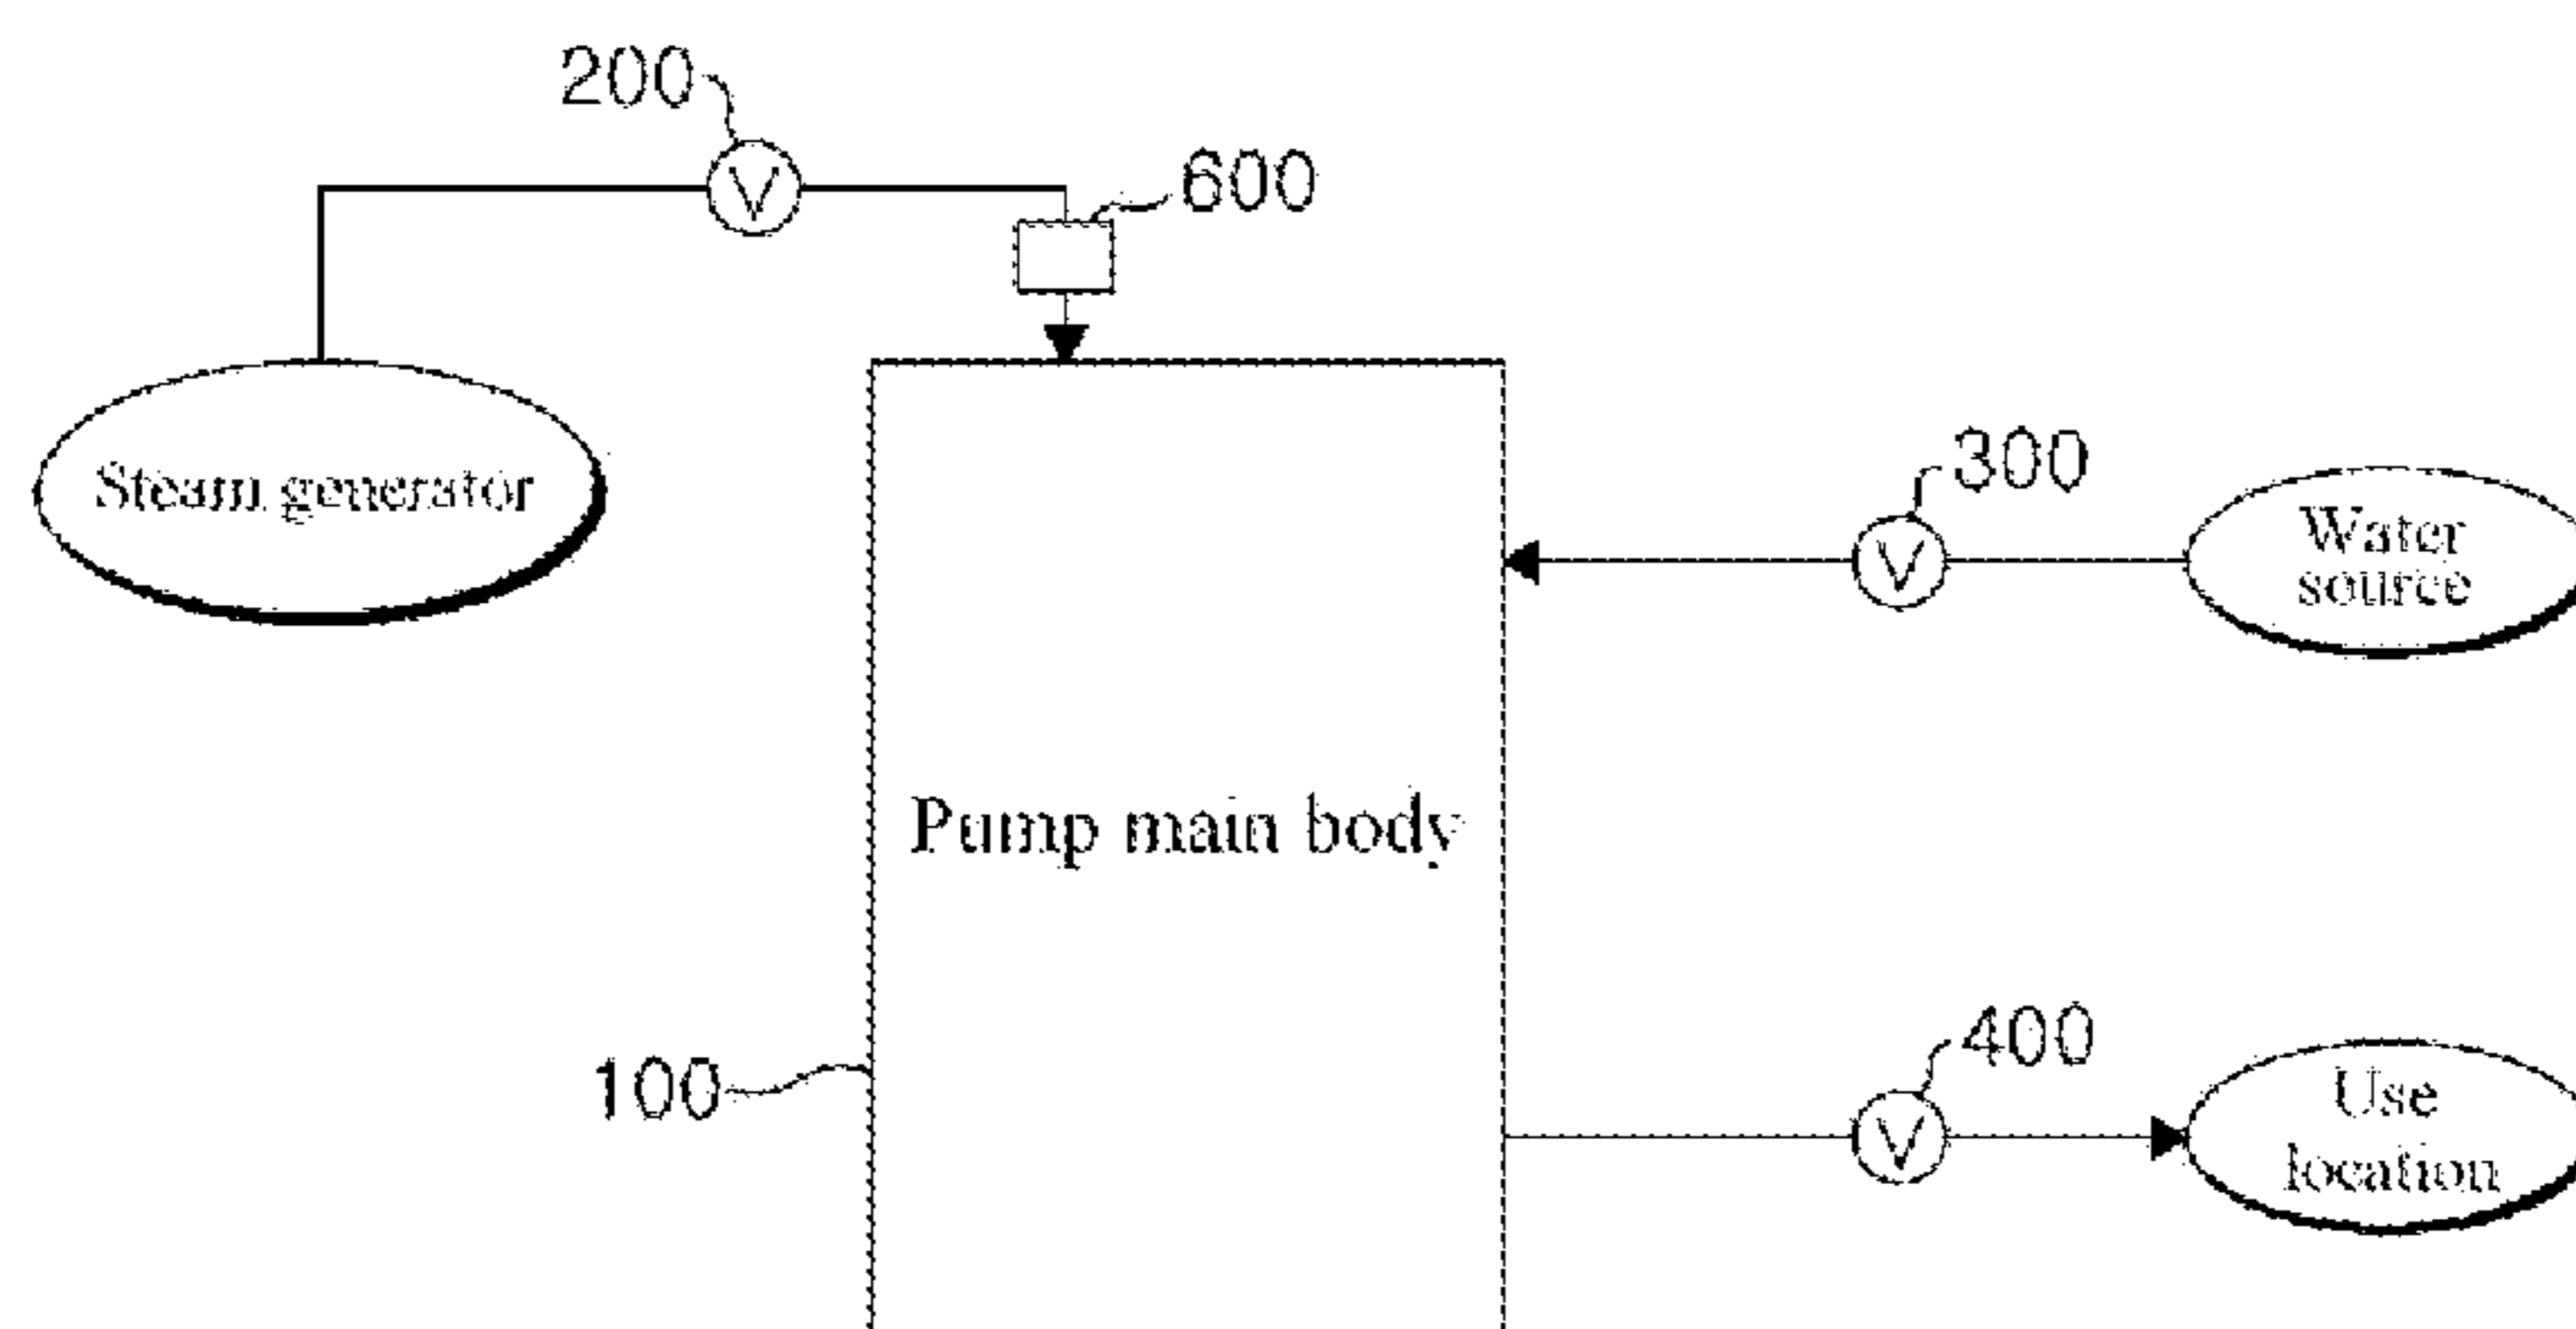 200
V
600
Steam generator
300
V
Water
source
Pump main body
100
400
V
Use
location